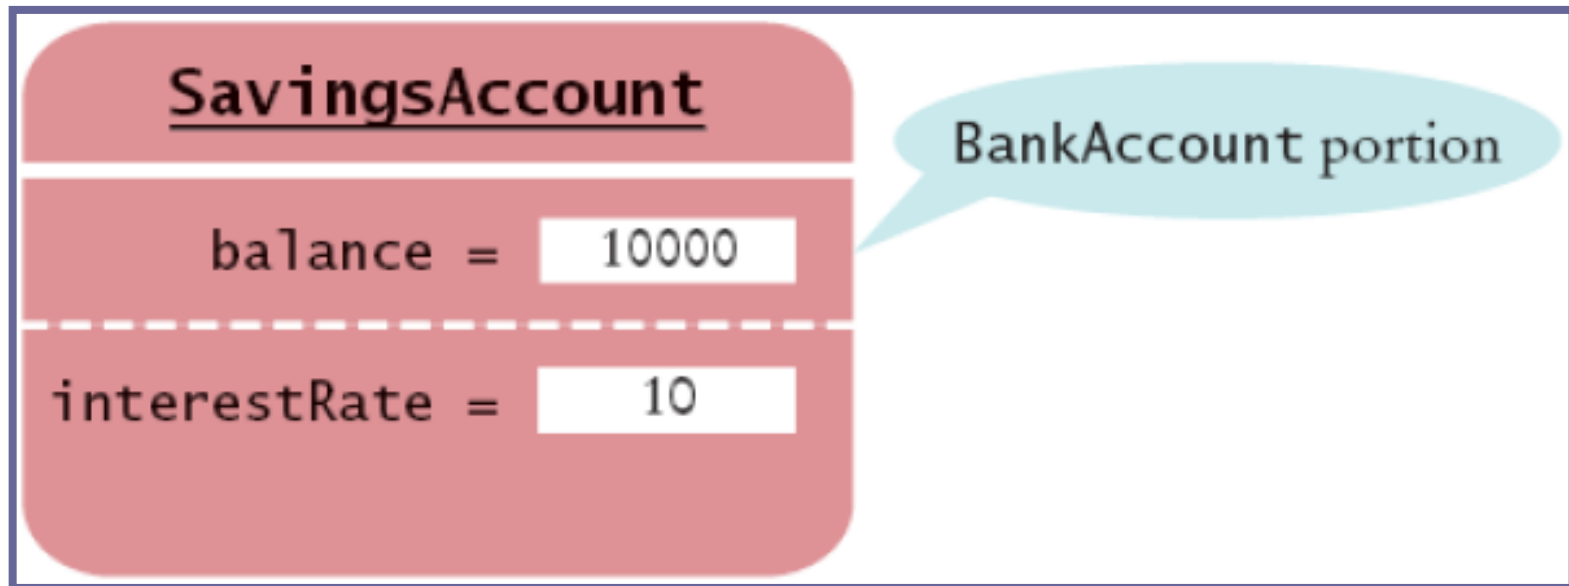 SavingsAccount
BankAccount portion
balance = 10000
interestRate = 10